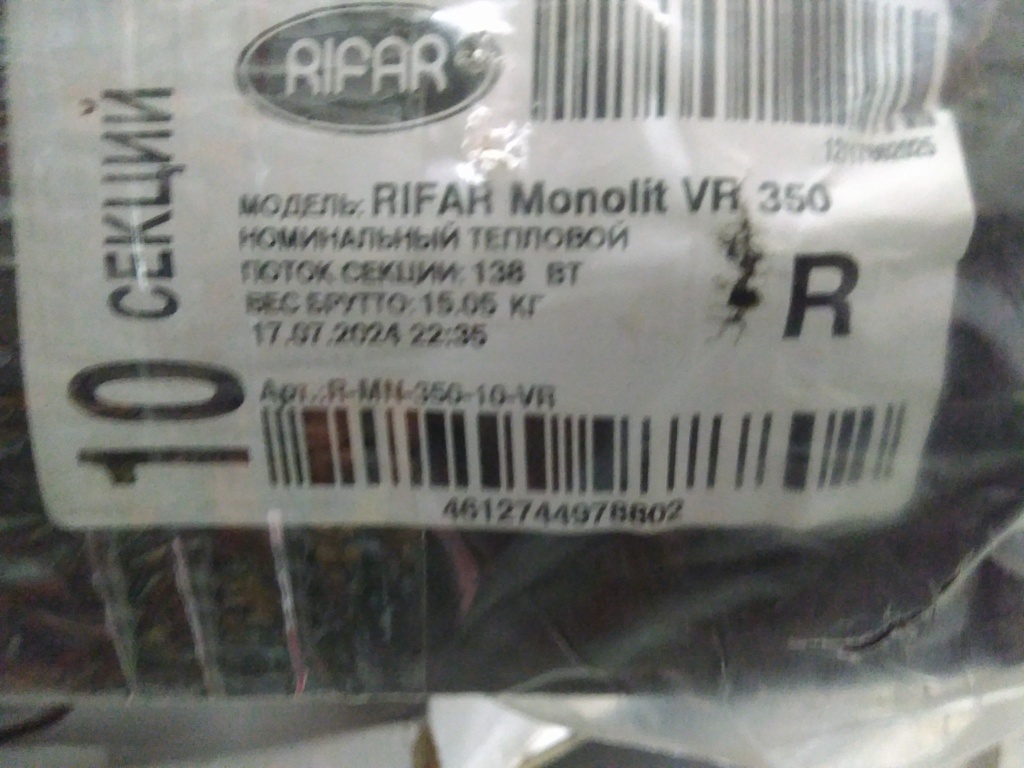 RIFAR
10 СЕКЦИЙ
МОДЕЛЬ: RIFAR Monolit VR 350
НОМИНАЛЬНЫЙ ТЕПЛОВОЙ
ПОТОК СЕКЦИИ: 138 ВТ
ВЕС БРУТТО: 15.05 КГ
17.07.2024 22:35
R
Арт.:R-MN-350-10-VR